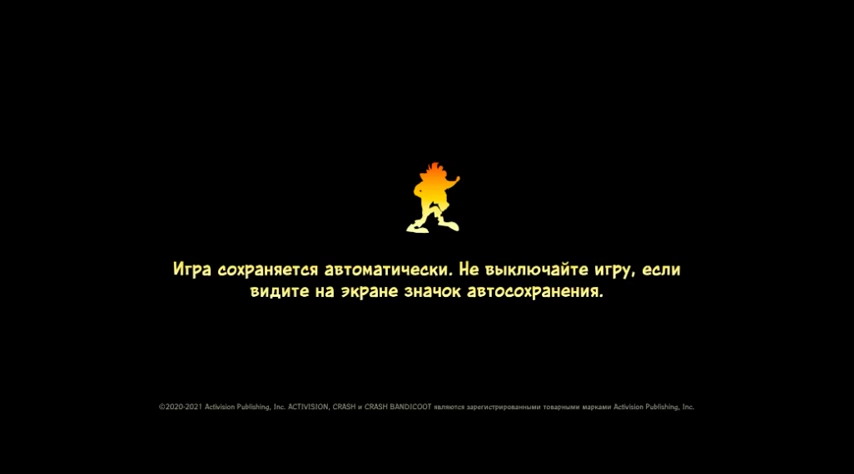 Игра сохраняется автоматически. Не выключайте игру, если
видите на экране значок автосохранения.
©2020-2021 Activision Publishing, Inc. ACTIVISION, CRASH и CRASH BANDICOOT являются зарегистрированными товарными марками Activision Publishing, Inc.